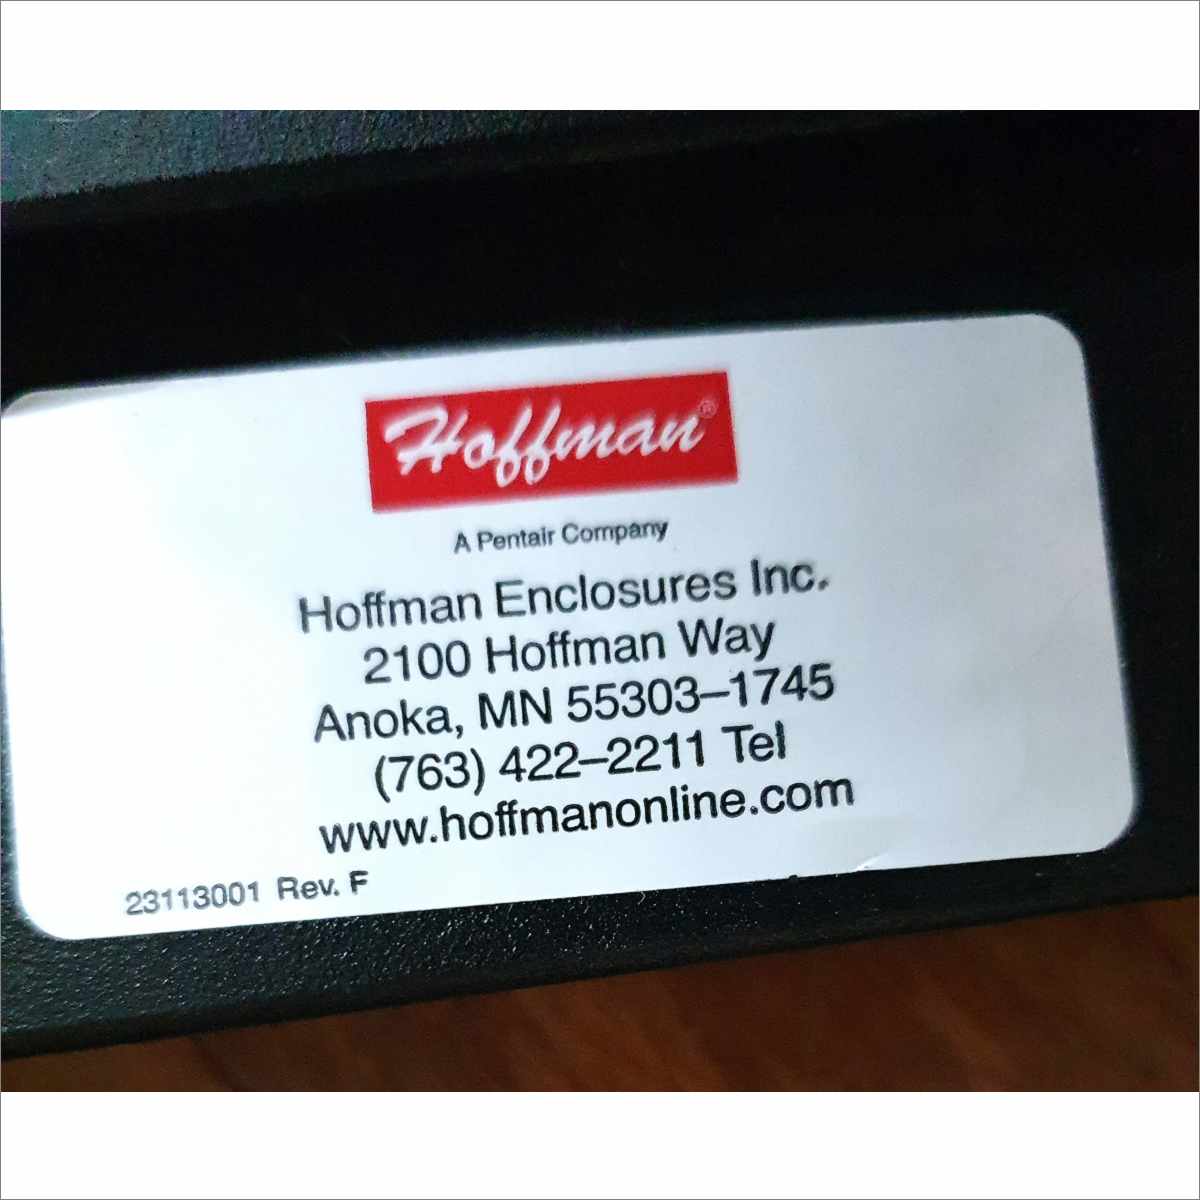 Hoffman®
A Pentair Company
Hoffman Enclosures Inc.
2100 Hoffman Way
Anoka, MN 55303–1745
(763) 422–2211 Tel
www.hoffmanonline.com
23113001 Rev. F